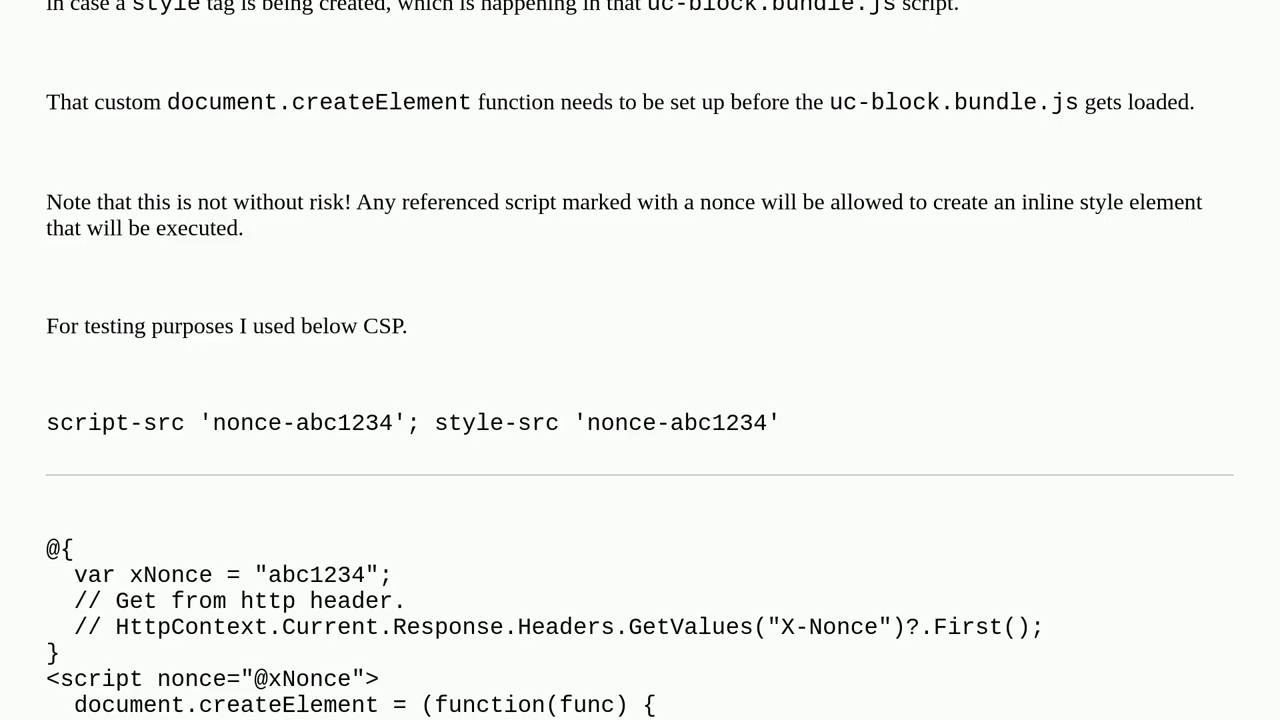 in case a style tag is being created, which is happening in that uc-block.bundle.js script.
That custom document.createElement function needs to be set up before the uc-block.bundle.js gets loaded.
Note that this is not without risk! Any referenced script marked with a nonce will be allowed to create an inline style element
that will be executed.
For testing purposes I used below CSP.
script-src 'nonce-abc1234'; style-src 'nonce-abc1234'
@{
  var xNonce = "abc1234";
  // Get from http header.
  // HttpContext.Current.Response.Headers.GetValues("X-Nonce")?.First();
}
<script nonce="@xNonce">
  document.createElement = (function(func) {